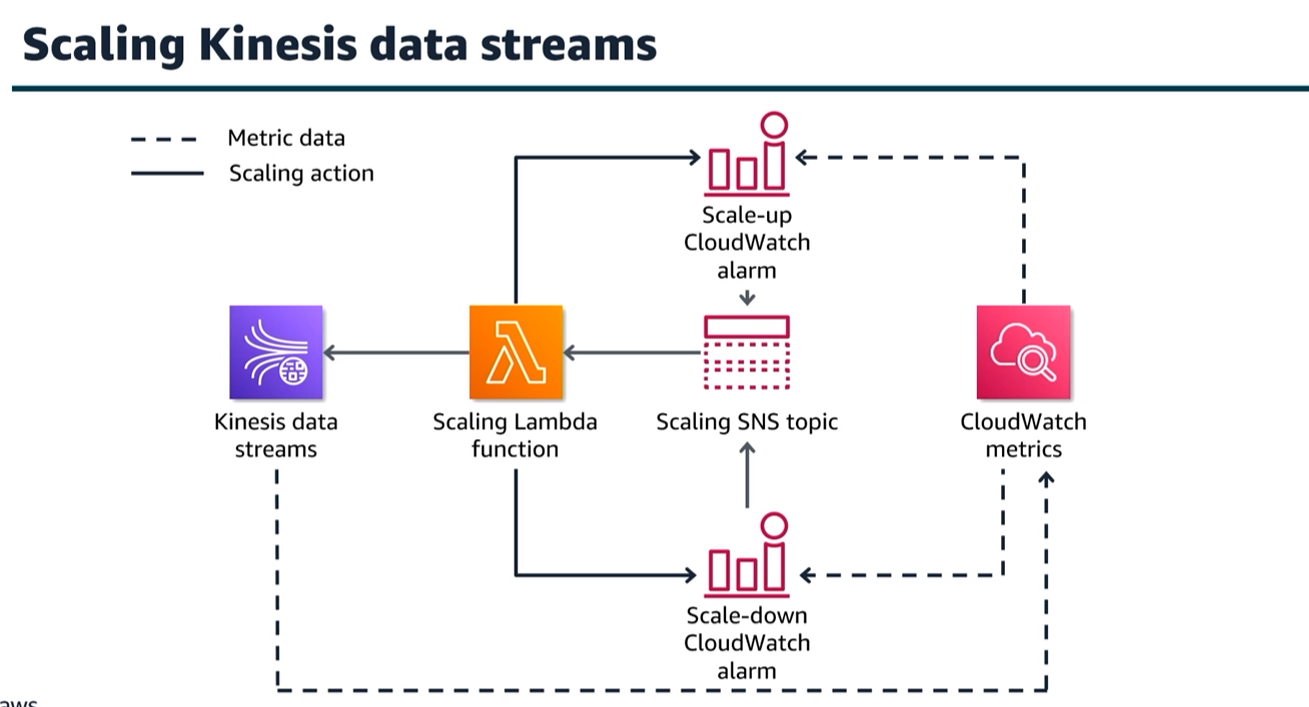 Scaling Kinesis data streams
Metric data
Scaling action
Scale-up
CloudWatch
alarm
Kinesis data
streams
Scaling Lambda
function
Scaling SNS topic
CloudWatch
metrics
Scale-down
CloudWatch
alarm
aws